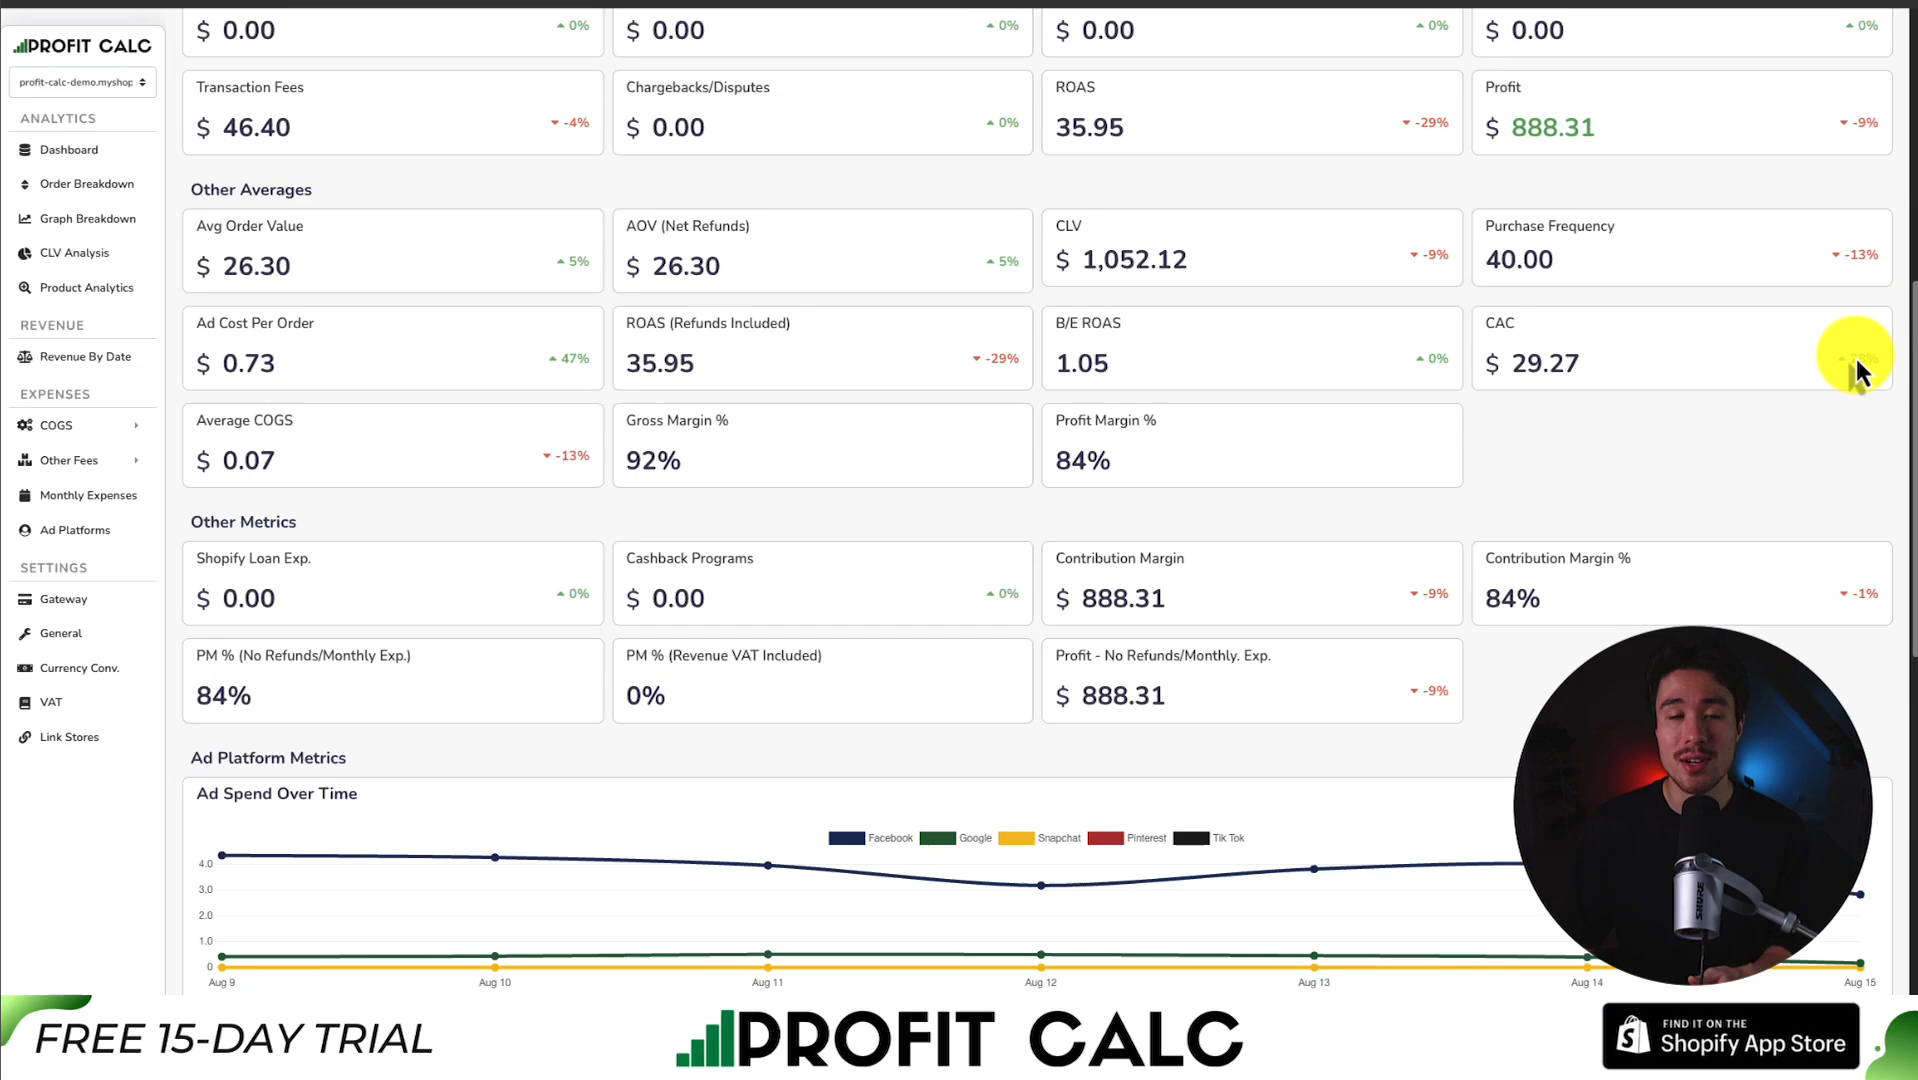 PROFIT CALC
profit-calc-demo.myshop
ANALYTICS
Dashboard
Order Breakdown
Graph Breakdown
CLV Analysis
Product Analytics
REVENUE
Revenue By Date
EXPENSES
COGS
Other Fees
Monthly Expenses
Ad Platforms
SETTINGS
Gateway
General
Currency Conv.
VAT
Link Stores
$ 0.00 0%
$ 0.00 0%
$ 0.00 0%
$ 0.00 0%
Transaction Fees
$ 46.40 -4%
Chargebacks/Disputes
$ 0.00 0%
ROAS
35.95 -29%
Profit
$ 888.31 -9%
Other Averages
Avg Order Value
$ 26.30 5%
AOV (Net Refunds)
$ 26.30 5%
CLV
$ 1,052.12 -9%
Purchase Frequency
40.00 -13%
Ad Cost Per Order
$ 0.73 47%
ROAS (Refunds Included)
35.95 -29%
B/E ROAS
1.05 0%
CAC
$ 29.27
Average COGS
$ 0.07 -13%
Gross Margin %
92%
Profit Margin %
84%
Other Metrics
Shopify Loan Exp.
$ 0.00 0%
Cashback Programs
$ 0.00 0%
Contribution Margin
$ 888.31 -9%
Contribution Margin %
84% -1%
PM % (No Refunds/Monthly Exp.)
84%
PM % (Revenue VAT Included)
0%
Profit - No Refunds/Monthly. Exp.
$ 888.31 -9%
Ad Platform Metrics
Ad Spend Over Time
Facebook Google Snapchat Pinterest Tik Tok
4.0
3.0
2.0
1.0
0
Aug 9 Aug 10 Aug 11 Aug 12 Aug 13 Aug 14 Aug 15
SHURE
FREE 15-DAY TRIAL
PROFIT CALC
FIND IT ON THE
Shopify App Store